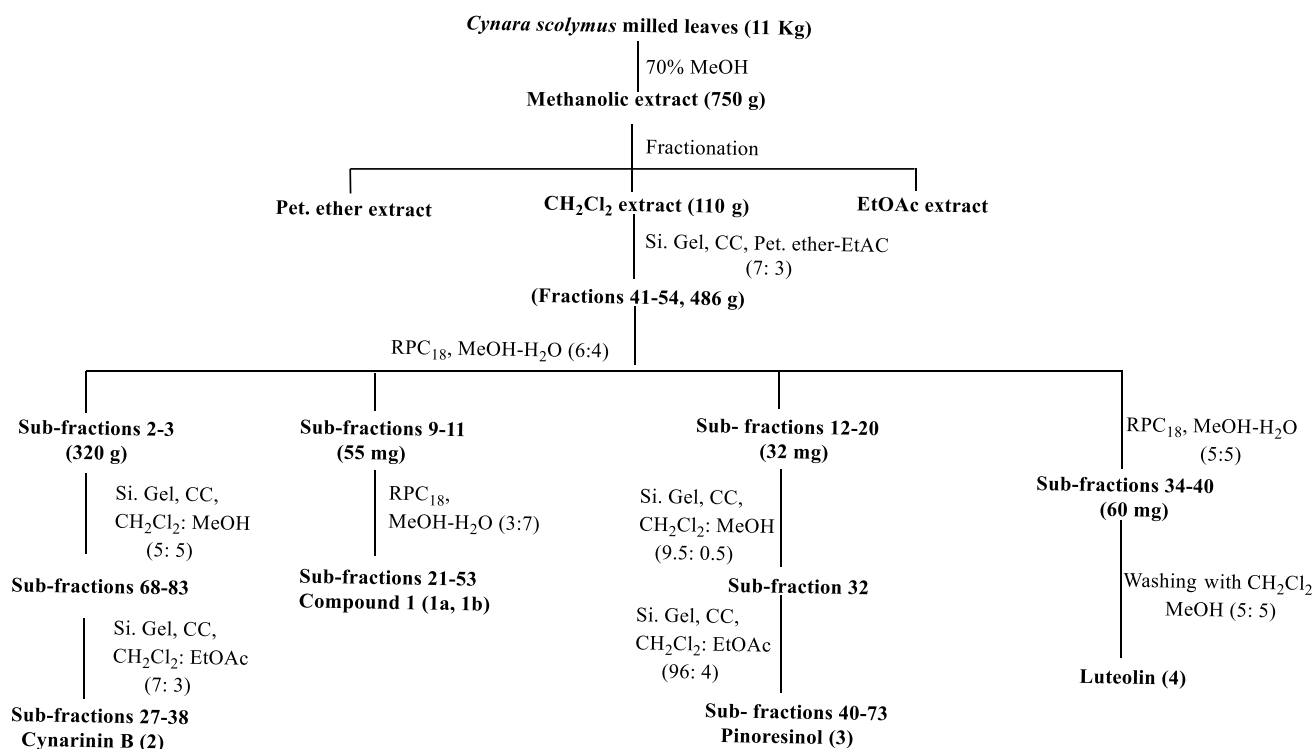 Cynara scolymus milled leaves (11 Kg)
70% MeOH
Methanolic extract (750 g)
Fractionation
Pet. ether extract
CH₂Cl₂ extract (110 g)
EtOAc extract
Si. Gel, CC, Pet. ether-EtAC
(7: 3)
(Fractions 41-54, 486 g)
RPC₁₈, MeOH-H₂O (6:4)
Sub-fractions 2-3
(320 g)
Si. Gel, CC,
CH₂Cl₂: MeOH
(5: 5)
Sub-fractions 68-83
Si. Gel, CC,
CH₂Cl₂: EtOAc
(7: 3)
Sub-fractions 27-38
Cynarinin B (2)
Sub-fractions 9-11
(55 mg)
RPC₁₈,
MeOH-H₂O (3:7)
Sub-fractions 21-53
Compound 1 (1a, 1b)
Sub- fractions 12-20
(32 mg)
Si. Gel, CC,
CH₂Cl₂: MeOH
(9.5: 0.5)
Sub-fraction 32
Si. Gel, CC,
CH₂Cl₂: EtOAc
(96: 4)
Sub- fractions 40-73
Pinoresinol (3)
RPC₁₈, MeOH-H₂O
(5:5)
Sub-fractions 34-40
(60 mg)
Washing with CH₂Cl₂
MeOH (5: 5)
Luteolin (4)